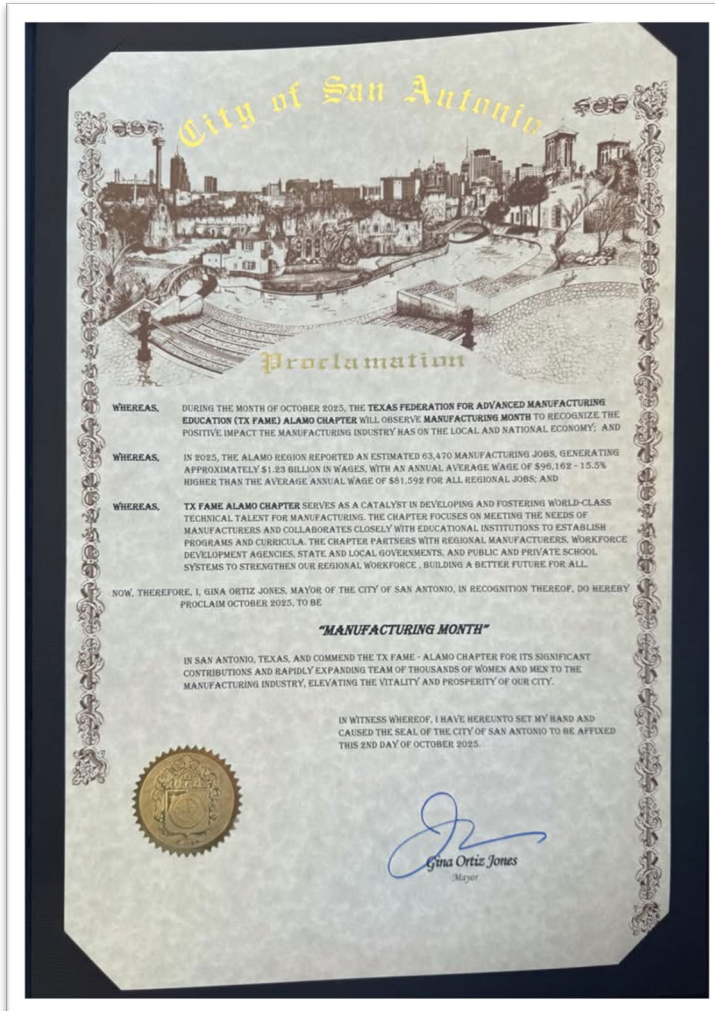 City of San Antonio
Proclamation
WHEREAS, DURING THE MONTH OF OCTOBER 2025, THE TEXAS FEDERATION FOR ADVANCED MANUFACTURING
EDUCATION (TX FAME) ALAMO CHAPTER WILL OBSERVE MANUFACTURING MONTH TO RECOGNIZE THE
POSITIVE IMPACT THE MANUFACTURING INDUSTRY HAS ON THE LOCAL AND NATIONAL ECONOMY; AND
WHEREAS, IN 2025, THE ALAMO REGION REPORTED AN ESTIMATED 63,470 MANUFACTURING JOBS, GENERATING
APPROXIMATELY $1.23 BILLION IN WAGES, WITH AN ANNUAL AVERAGE WAGE OF $96,162 - 15.5%
HIGHER THAN THE AVERAGE ANNUAL WAGE OF $81,592 FOR ALL REGIONAL JOBS; AND
WHEREAS, TX FAME ALAMO CHAPTER SERVES AS A CATALYST IN DEVELOPING AND FOSTERING WORLD-CLASS
TECHNICAL TALENT FOR MANUFACTURING. THE CHAPTER FOCUSES ON MEETING THE NEEDS OF
MANUFACTURERS AND COLLABORATES CLOSELY WITH EDUCATIONAL INSTITUTIONS TO ESTABLISH
PROGRAMS AND CURRICULA. THE CHAPTER PARTNERS WITH REGIONAL MANUFACTURERS, WORKFORCE
DEVELOPMENT AGENCIES, STATE AND LOCAL GOVERNMENTS, AND PUBLIC AND PRIVATE SCHOOL
SYSTEMS TO STRENGTHEN OUR REGIONAL WORKFORCE , BUILDING A BETTER FUTURE FOR ALL.
NOW, THEREFORE, I, GINA ORTIZ JONES, MAYOR OF THE CITY OF SAN ANTONIO, IN RECOGNITION THEREOF, DO HEREBY
PROCLAIM OCTOBER 2025, TO BE
"MANUFACTURING MONTH"
IN SAN ANTONIO, TEXAS, AND COMMEND THE TX FAME - ALAMO CHAPTER FOR ITS SIGNIFICANT
CONTRIBUTIONS AND RAPIDLY EXPANDING TEAM OF THOUSANDS OF WOMEN AND MEN TO THE
MANUFACTURING INDUSTRY, ELEVATING THE VITALITY AND PROSPERITY OF OUR CITY.
IN WITNESS WHEREOF, I HAVE HEREUNTO SET MY HAND AND
CAUSED THE SEAL OF THE CITY OF SAN ANTONIO TO BE AFFIXED
THIS 2ND DAY OF OCTOBER 2025.
Gina Ortiz Jones
Mayor